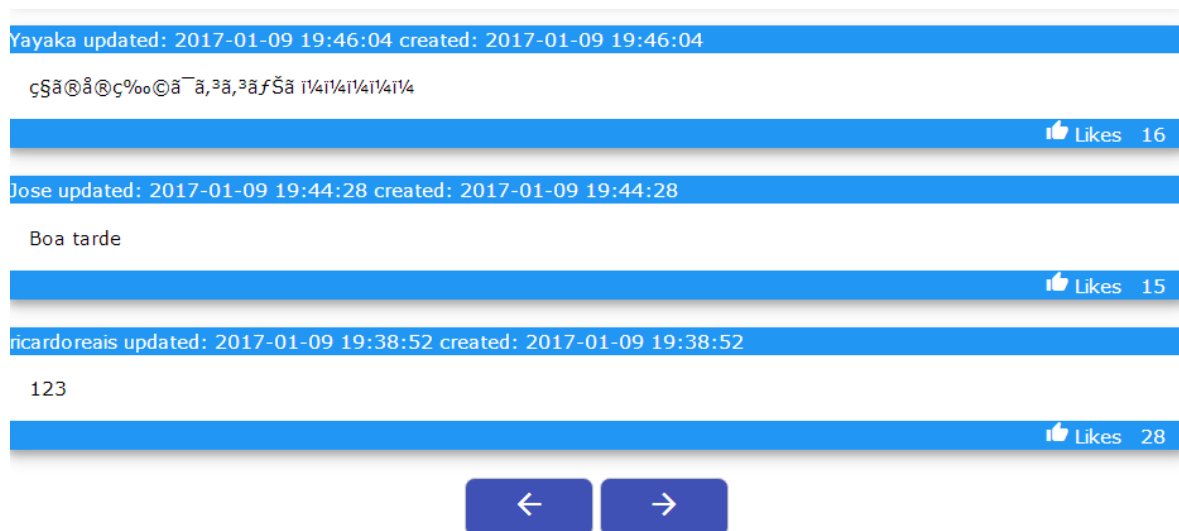 Yayaka updated: 2017-01-09 19:46:04 created: 2017-01-09 19:46:04
ç§ã®å®ç‰©ã¯ã‚³ã‚³ãƒŠã ï¼ï¼ï¼ï¼ï¼
Likes 16
Jose updated: 2017-01-09 19:44:28 created: 2017-01-09 19:44:28
Boa tarde
Likes 15
ricardoreais updated: 2017-01-09 19:38:52 created: 2017-01-09 19:38:52
123
Likes 28